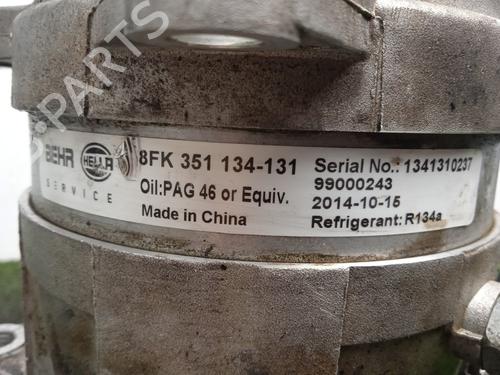 B-PARTS
BEHR HELLA
SERVICE
8FK 351 134-131
Oil:PAG 46 or Equiv.
Made in China
Serial No.: 1341310237
99000243
2014-10-15
Refrigerant: R134a